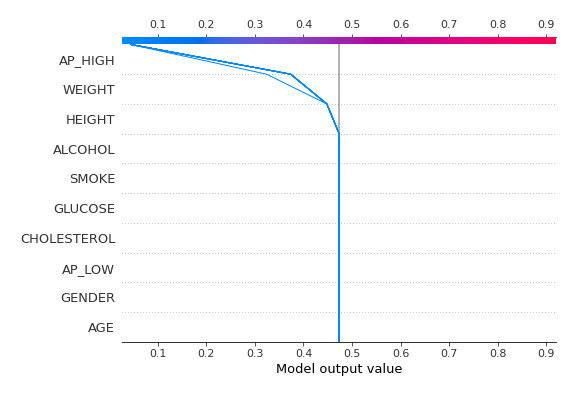 0.1 0.2 0.3 0.4 0.5 0.6 0.7 0.8 0.9
AP_HIGH
WEIGHT
HEIGHT
ALCOHOL
SMOKE
GLUCOSE
CHOLESTEROL
AP_LOW
GENDER
AGE
0.1 0.2 0.3 0.4 0.5 0.6 0.7 0.8 0.9
Model output value